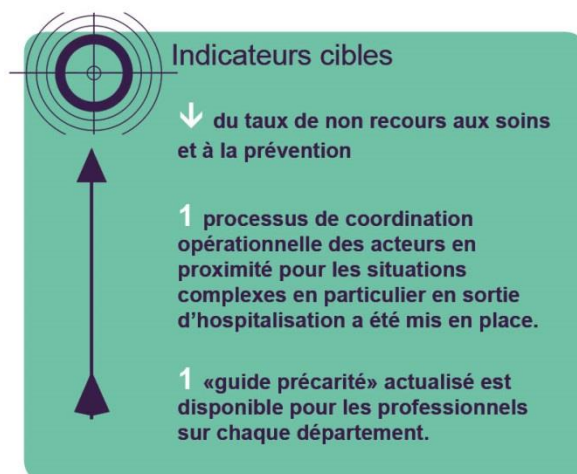 Indicateurs cibles
↓ du taux de non recours aux soins
et à la prévention
1 processus de coordination
opérationnelle des acteurs en
proximité pour les situations
complexes en particulier en sortie
d’hospitalisation a été mis en place.
1 «guide précarité» actualisé est
disponible pour les professionnels
sur chaque département.